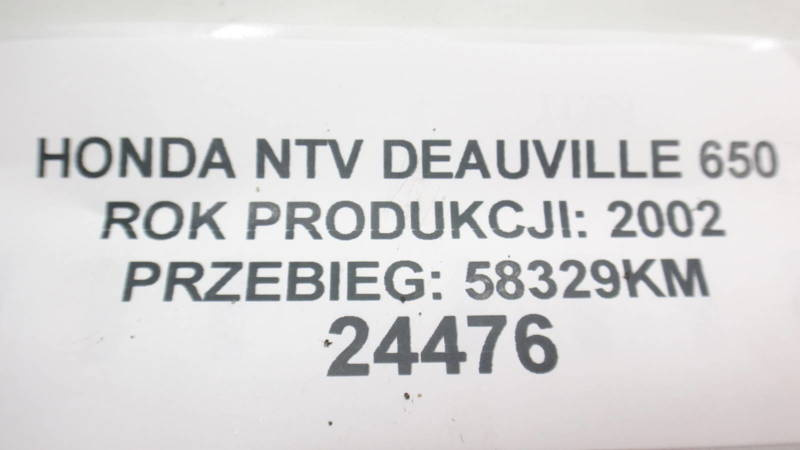 HONDA NTV DEAUVILLE 650
ROK PRODUKCJI: 2002
PRZEBIEG: 58329KM
24476